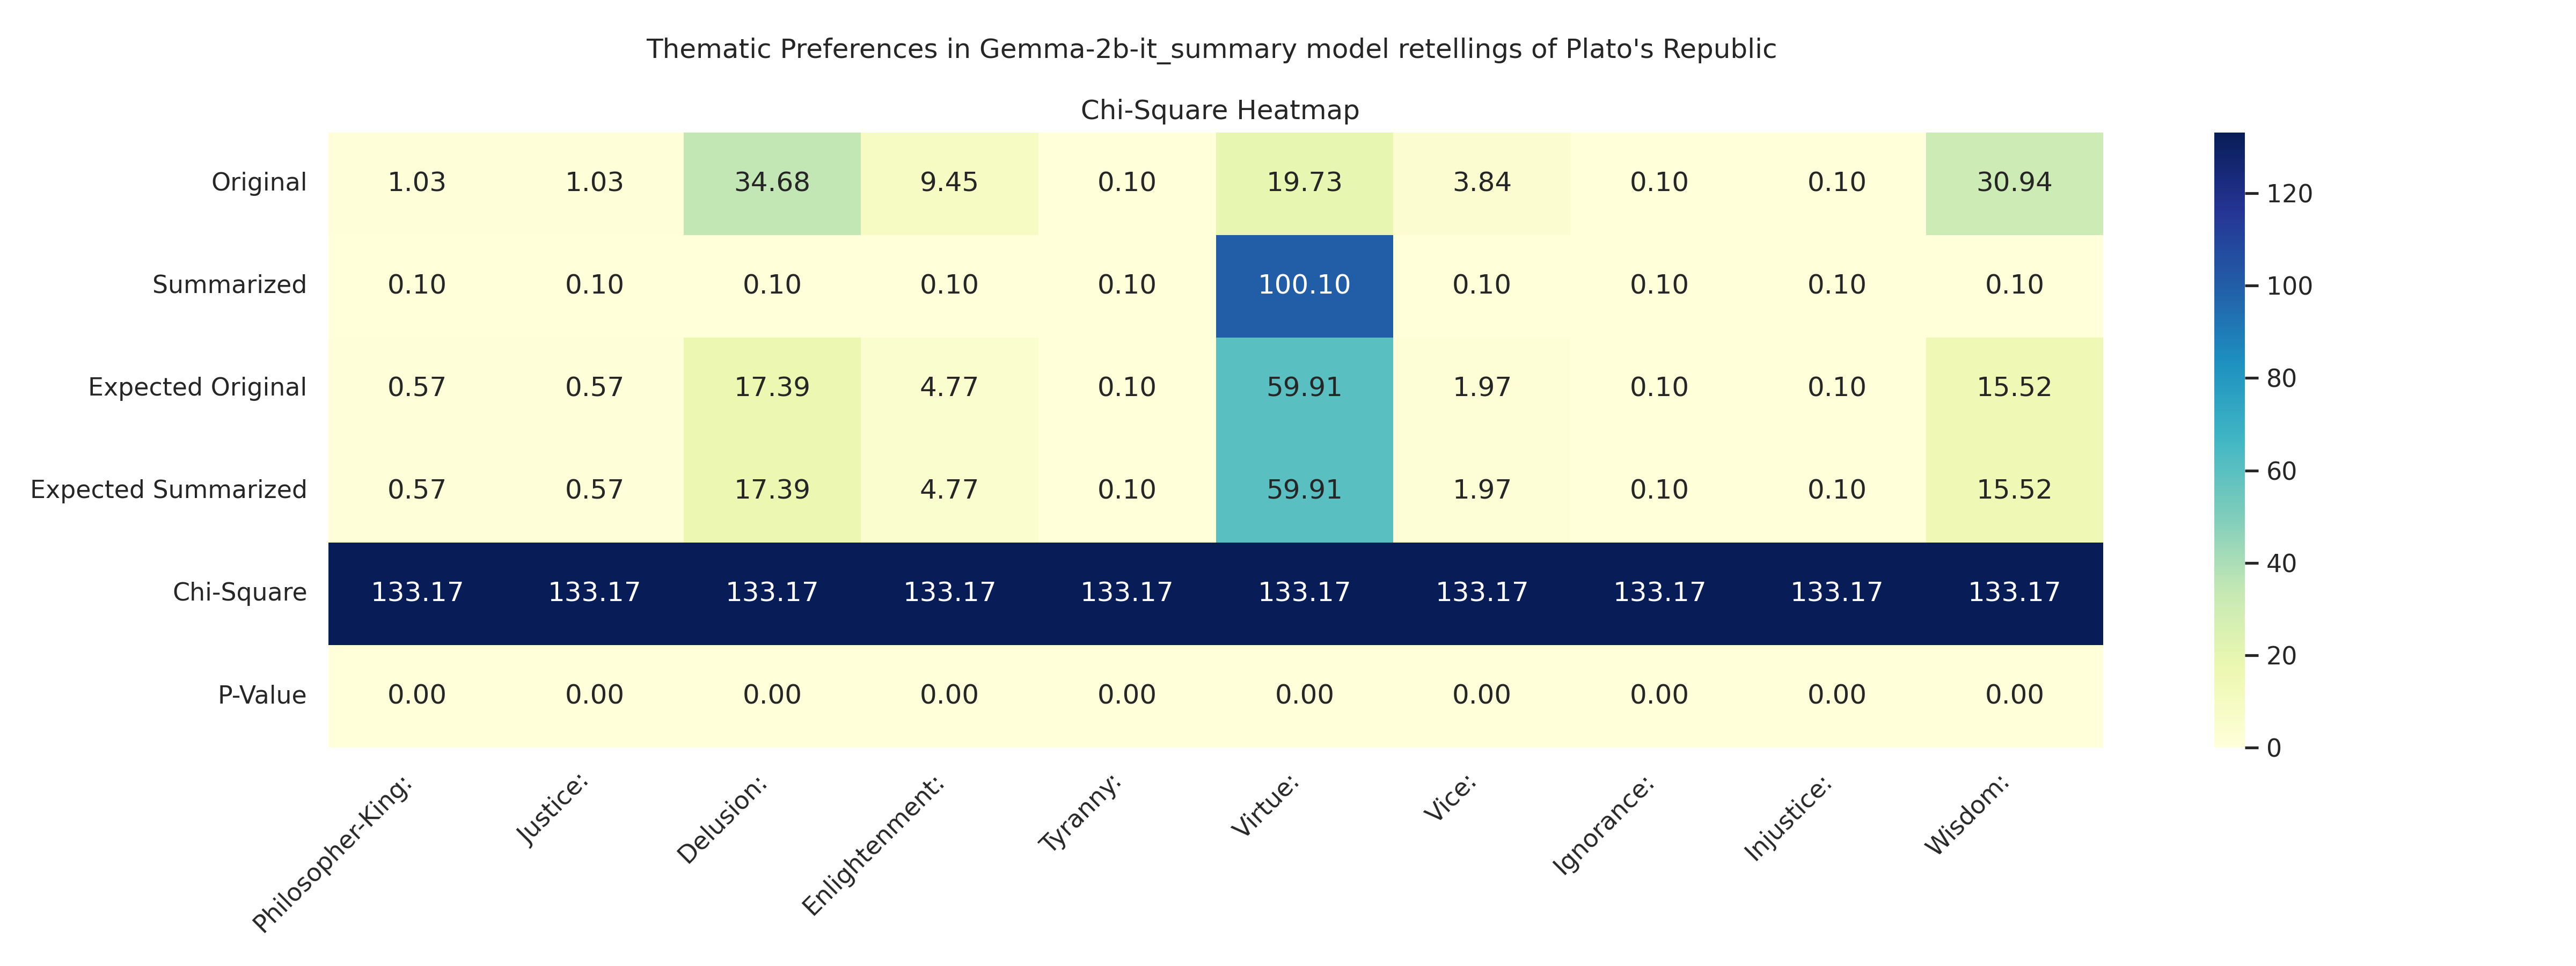 Thematic Preferences in Gemma-2b-it_summary model retellings of Plato's Republic
Chi-Square Heatmap
Original 1.03 1.03 34.68 9.45 0.10 19.73 3.84 0.10 0.10 30.94
Summarized 0.10 0.10 0.10 0.10 0.10 100.10 0.10 0.10 0.10 0.10
Expected Original 0.57 0.57 17.39 4.77 0.10 59.91 1.97 0.10 0.10 15.52
Expected Summarized 0.57 0.57 17.39 4.77 0.10 59.91 1.97 0.10 0.10 15.52
Chi-Square 133.17 133.17 133.17 133.17 133.17 133.17 133.17 133.17 133.17 133.17
P-Value 0.00 0.00 0.00 0.00 0.00 0.00 0.00 0.00 0.00 0.00
Philosopher-King:
Justice:
Delusion:
Enlightenment:
Tyranny:
Virtue:
Vice:
Ignorance:
Injustice:
Wisdom:
120
100
80
60
40
20
0